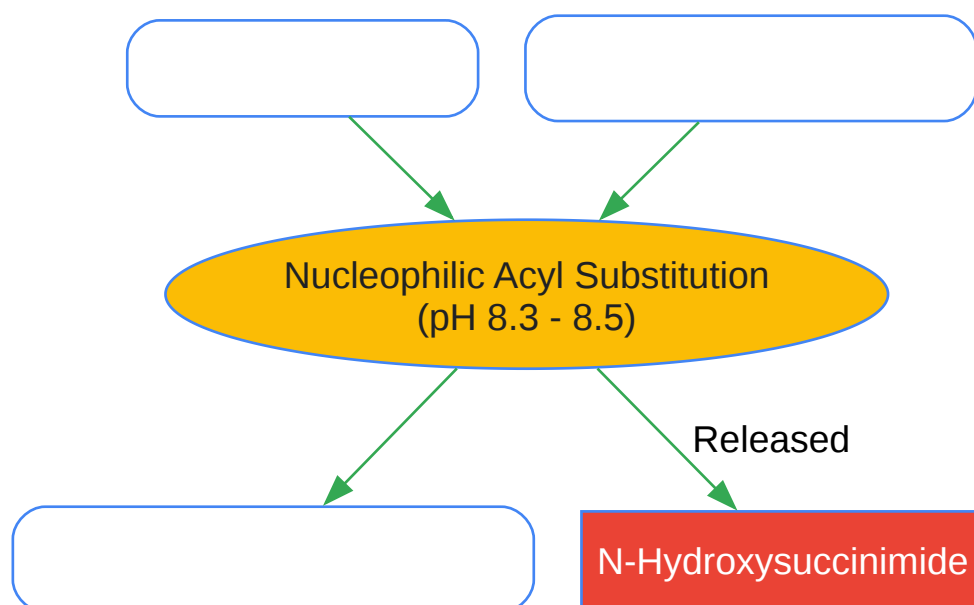 Nucleophilic Acyl Substitution
(pH 8.3 - 8.5)
Released
N-Hydroxysuccinimide